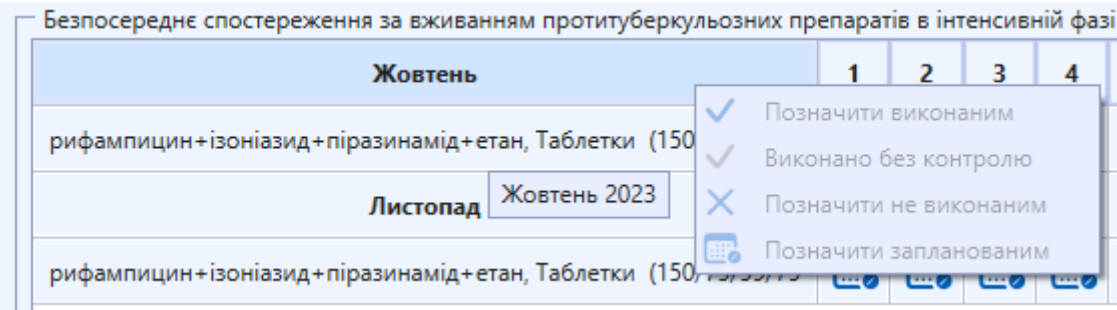 Безпосереднє спостереження за вживанням протитуберкульозних препаратів в інтенсивній фазі
Жовтень 1 2 3 4
Позначити виконаним
рифампицин+ізоніазид+піразинамід+етан, Таблетки (150
Виконано без контролю
Листопад
Жовтень 2023
Позначити не виконаним
Позначити запланованим
рифампицин+ізоніазид+піразинамід+етан, Таблетки (150/